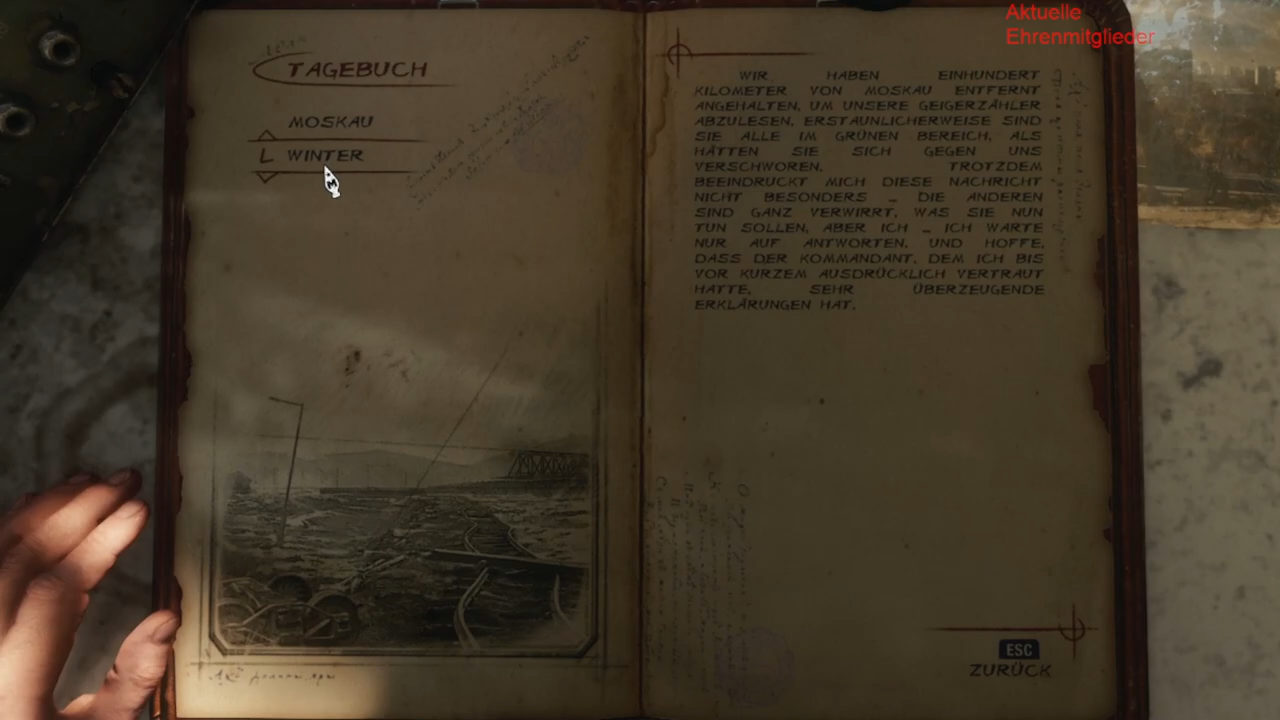 Aktuelle
Ehrenmitglieder
TAGEBUCH
MOSKAU
L WINTER
WIR HABEN EINHUNDERT
KILOMETER VON MOSKAU ENTFERNT
ANGEHALTEN, UM UNSERE GEIGERZÄHLER
ABZULESEN. ERSTAUNLICHERWEISE SIND
SIE ALLE IM GRÜNEN BEREICH, ALS
HÄTTEN SIE SICH GEGEN UNS
VERSCHWOREN. TROTZDEM
BEEINDRUCKT MICH DIESE NACHRICHT
NICHT BESONDERS ... DIE ANDEREN
SIND GANZ VERWIRRT, WAS SIE NUN
TUN SOLLEN, ABER ICH ... ICH WARTE
NUR AUF ANTWORTEN. UND HOFFE,
DASS DER KOMMANDANT, DEM ICH BIS
VOR KURZEM AUSDRÜCKLICH VERTRAUT
HATTE, SEHR ÜBERZEUGENDE
ERKLÄRUNGEN HAT.
ESC
ZURÜCK